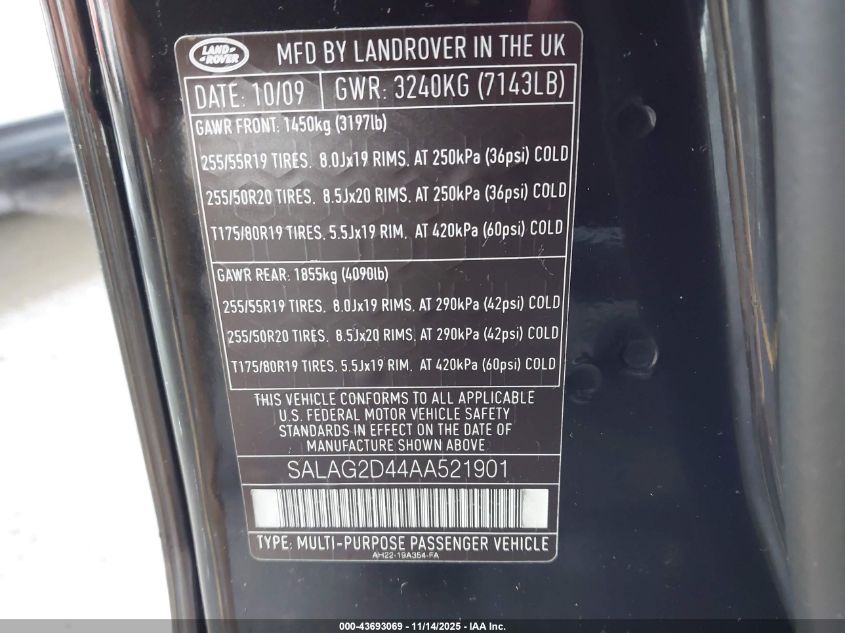 LAND ROVER
MFD BY LANDROVER IN THE UK
DATE: 10/09 GWR: 3240KG (7143LB)
GAWR FRONT: 1450kg (3197lb)
255/55R19 TIRES, 8.0Jx19 RIMS, AT 250kPa (36psi) COLD
255/50R20 TIRES, 8.5Jx20 RIMS, AT 250kPa (36psi) COLD
T175/80R19 TIRES, 5.5Jx19 RIM, AT 420kPa (60psi) COLD
GAWR REAR: 1855kg (4090lb)
255/55R19 TIRES, 8.0Jx19 RIMS, AT 290kPa (42psi) COLD
255/50R20 TIRES, 8.5Jx20 RIMS, AT 290kPa (42psi) COLD
T175/80R19 TIRES, 5.5Jx19 RIM, AT 420kPa (60psi) COLD
THIS VEHICLE CONFORMS TO ALL APPLICABLE
U.S. FEDERAL MOTOR VEHICLE SAFETY
STANDARDS IN EFFECT ON THE DATE OF
MANUFACTURE SHOWN ABOVE
SALAG2D44AA521901
TYPE: MULTI-PURPOSE PASSENGER VEHICLE
AH22-19A354-FA
000-43693069 - 11/14/2025 - IAA Inc.